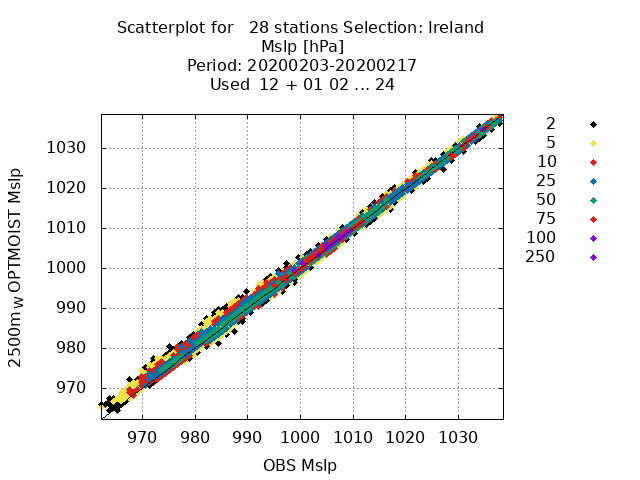 Scatterplot for 28 stations Selection: Ireland
Mslp [hPa]
Period: 20200203-20200217
Used 12 + 01 02 ... 24
2500m_W_OPTMOIST Mslp
1030
1020
1010
1000
990
980
970
970 980 990 1000 1010 1020 1030
OBS Mslp
2
5
10
25
50
75
100
250